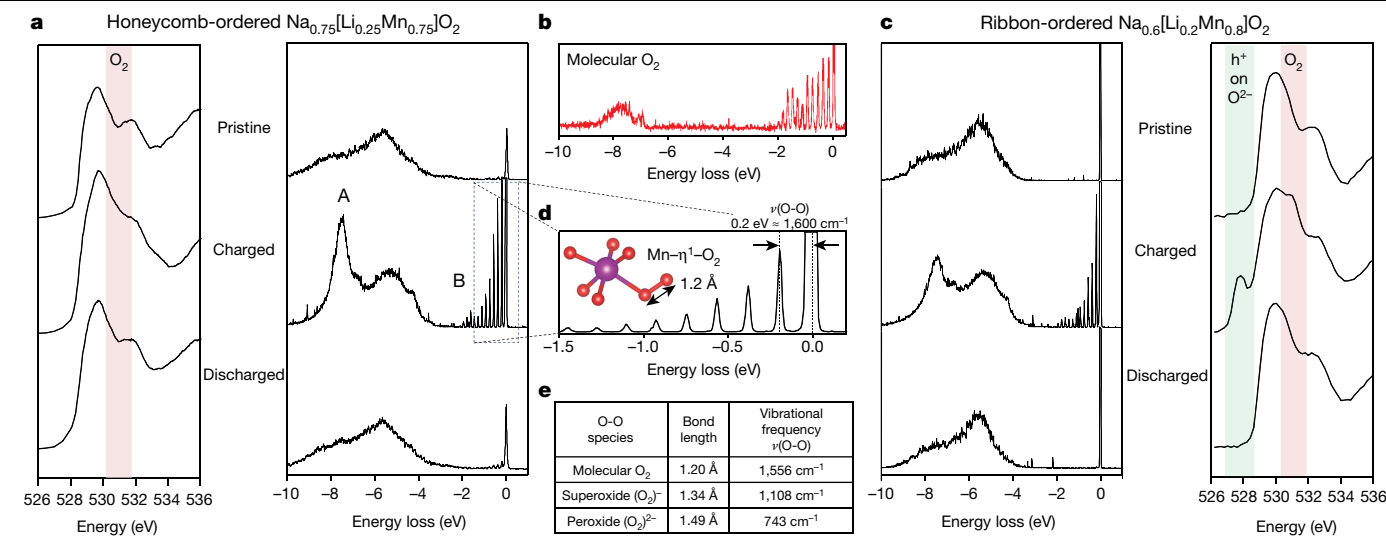 a
Honeycomb-ordered Na0.75[Li0.25Mn0.75]O2
O2
Pristine
Charged
Discharged
526 528 530 532 534 536
Energy (eV)
A
B
−10 −8 −6 −4 −2 0
Energy loss (eV)
b
Molecular O2
−10 −8 −6 −4 −2 0
Energy loss (eV)
d
ν(O-O)
0.2 eV ≈ 1,600 cm−1
Mn–η1–O2
1.2 Å
−1.5 −1.0 −0.5 0.0
Energy loss (eV)
e
O-O species Bond length Vibrational frequency ν(O-O)
Molecular O2 1.20 Å 1,556 cm−1
Superoxide (O2)− 1.34 Å 1,108 cm−1
Peroxide (O2)2− 1.49 Å 743 cm−1
c
Ribbon-ordered Na0.6[Li0.2Mn0.8]O2
−10 −8 −6 −4 −2 0
Energy loss (eV)
Pristine
Charged
Discharged
h+
on
O2−
O2
526 528 530 532 534 536
Energy (eV)